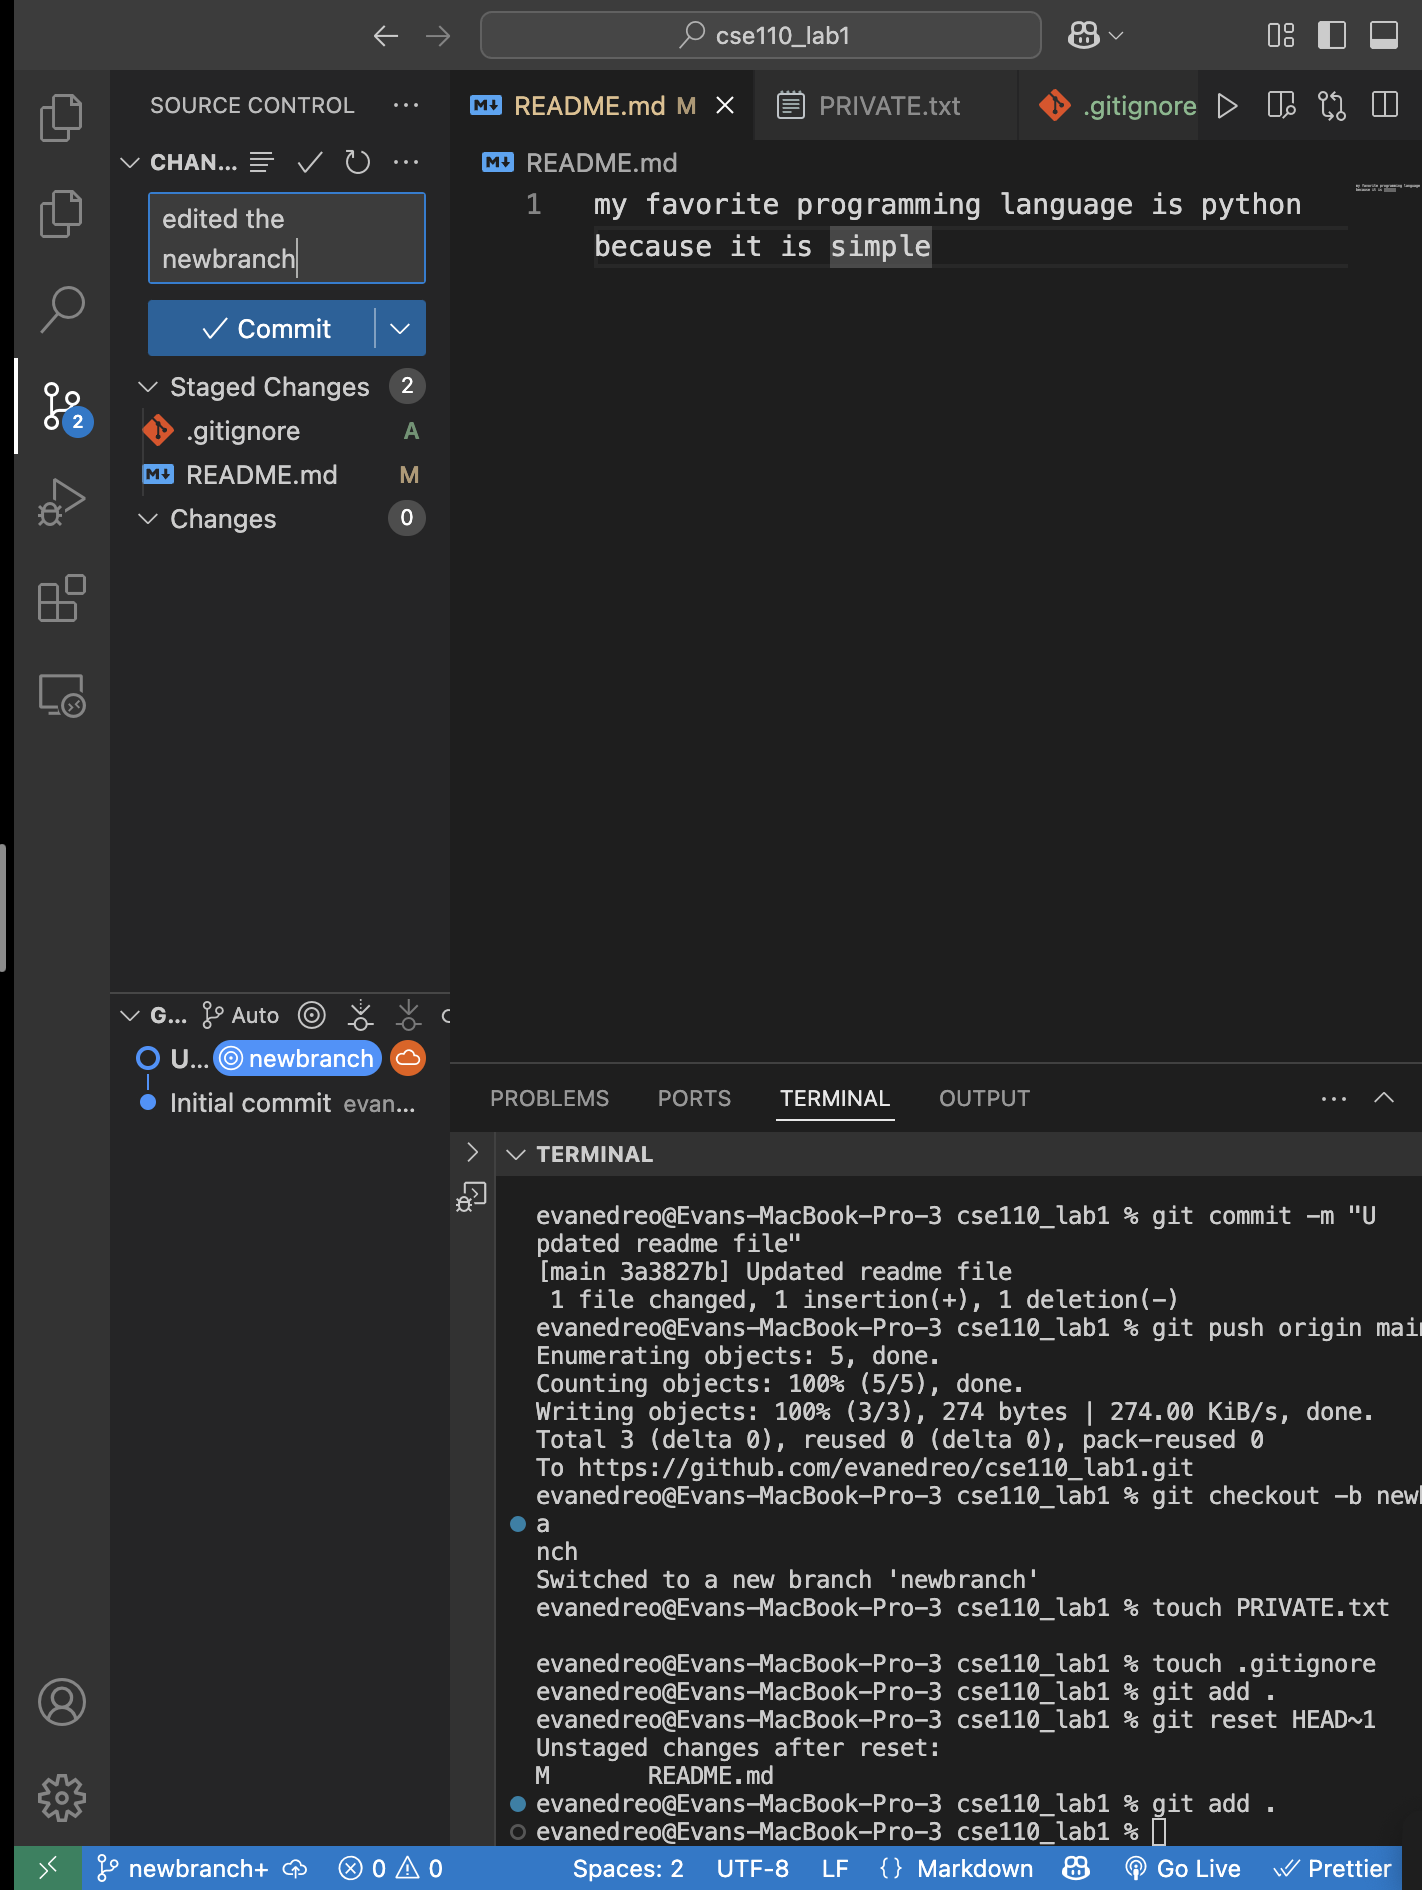 cse110_lab1
SOURCE CONTROL
CHAN...
edited the
newbranch
Commit
Staged Changes 2
.gitignore A
README.md M
Changes 0
2
README.md M
PRIVATE.txt
.gitignore
README.md
1 my favorite programming language is python
because it is simple
G... Auto
U... newbranch
Initial commit evan...
PROBLEMS PORTS TERMINAL OUTPUT
TERMINAL
evanedreo@Evans-MacBook-Pro-3 cse110_lab1 % git commit -m "U
pdated readme file"
[main 3a3827b] Updated readme file
1 file changed, 1 insertion(+), 1 deletion(-)
evanedreo@Evans-MacBook-Pro-3 cse110_lab1 % git push origin main
Enumerating objects: 5, done.
Counting objects: 100% (5/5), done.
Writing objects: 100% (3/3), 274 bytes | 274.00 KiB/s, done.
Total 3 (delta 0), reused 0 (delta 0), pack-reused 0
To https://github.com/evanedreo/cse110_lab1.git
evanedreo@Evans-MacBook-Pro-3 cse110_lab1 % git checkout -b new
a
nch
Switched to a new branch 'newbranch'
evanedreo@Evans-MacBook-Pro-3 cse110_lab1 % touch PRIVATE.txt
evanedreo@Evans-MacBook-Pro-3 cse110_lab1 % touch .gitignore
evanedreo@Evans-MacBook-Pro-3 cse110_lab1 % git add .
evanedreo@Evans-MacBook-Pro-3 cse110_lab1 % git reset HEAD~1
Unstaged changes after reset:
M README.md
evanedreo@Evans-MacBook-Pro-3 cse110_lab1 % git add .
evanedreo@Evans-MacBook-Pro-3 cse110_lab1 %
newbranch+ 0 0 Spaces: 2 UTF-8 LF {} Markdown Go Live Prettier